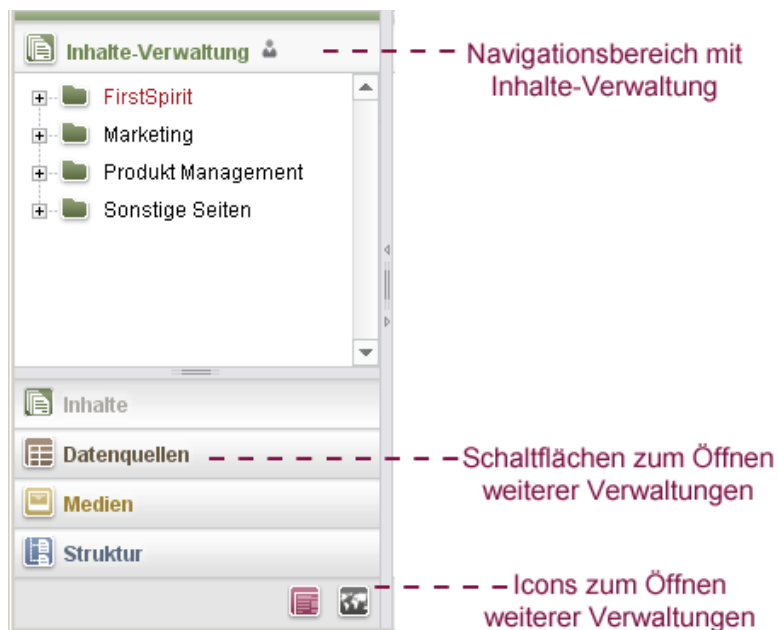 Inhalte-Verwaltung
Navigationsbereich mit
Inhalte-Verwaltung
FirstSpirit
Marketing
Produkt Management
Sonstige Seiten
Inhalte
Datenquellen
Schaltflächen zum Öffnen
weiterer Verwaltungen
Medien
Struktur
Icons zum Öffnen
weiterer Verwaltungen